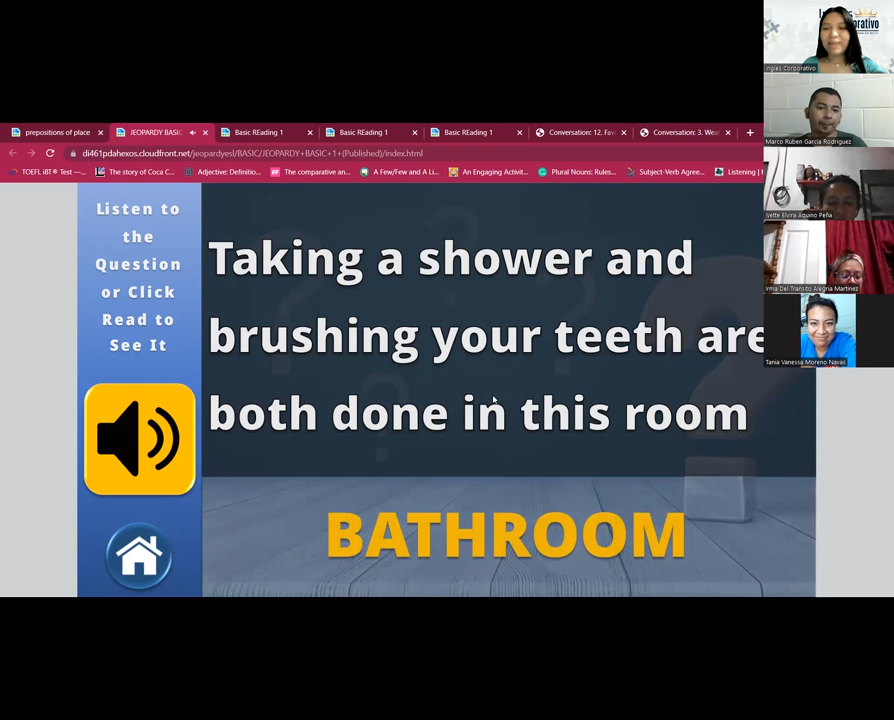 prepositions of place
JEOPARDY BASIC
Basic REading 1
Basic REading 1
Basic REading 1
Conversation: 12. Fav
Conversation: 3. Wea
di461pdahexos.cloudfront.net/jeopardyesl/BASIC/JEOPARDY+BASIC+1+(Published)/index.html
TOEFL iBT® Test —...
The story of Coca C...
Adjective: Definitio...
The comparative an...
A Few/Few and A Li...
An Engaging Activit...
Plural Nouns: Rules...
Subject-Verb Agree...
Listening |
Listen to
the
Question
or Click
Read to
See It
Taking a shower and
brushing your teeth are
both done in this room
BATHROOM
Ingles Corporativo
Marco Ruben Garcia Rodriguez
Ivette Elvira Aquino Peña
Irma Del Transito Alegria Martinez
Tania Vanessa Moreno Navas